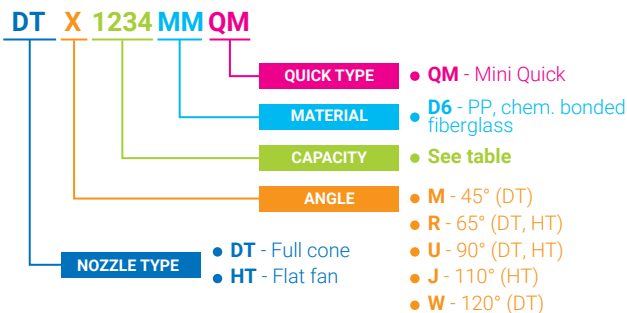 DT X 1234 MM QM
QUICK TYPE
● QM - Mini Quick
MATERIAL
● D6 - PP, chem. bonded
fiberglass
CAPACITY
● See table
ANGLE
● M - 45° (DT)
● R - 65° (DT, HT)
● U - 90° (DT, HT)
● J - 110° (HT)
● W - 120° (DT)
NOZZLE TYPE
● DT - Full cone
● HT - Flat fan